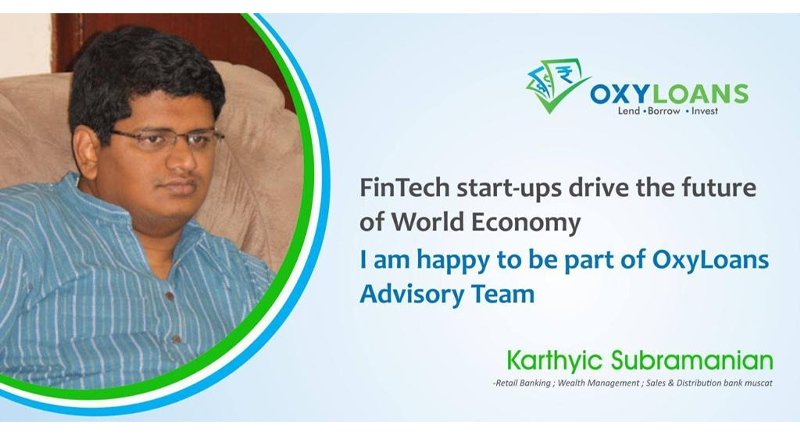 OXYLOANS
Lend • Borrow • Invest
FinTech start-ups drive the future
of World Economy
I am happy to be part of OxyLoans
Advisory Team
Karthyic Subramanian
-Retail Banking ; Wealth Management ; Sales & Distribution bank muscat